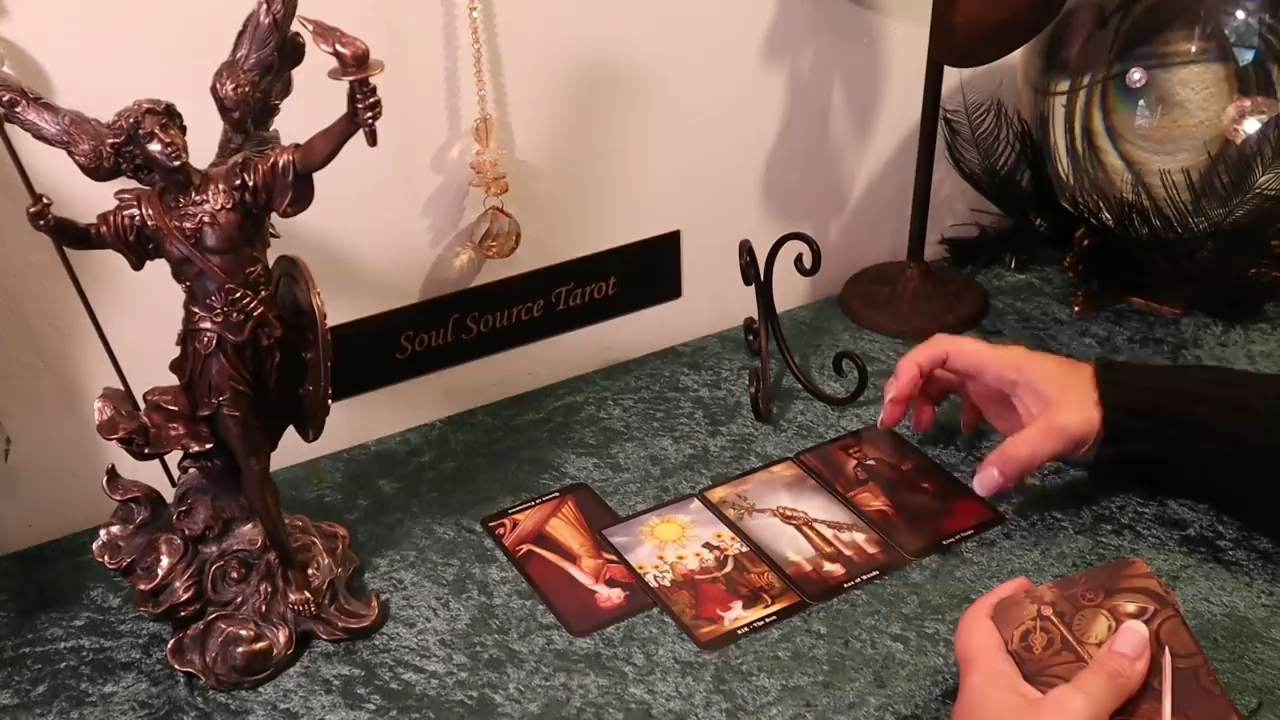 Soul Source Tarot
XIX • The Sun
Ace of Wands
King of Cups